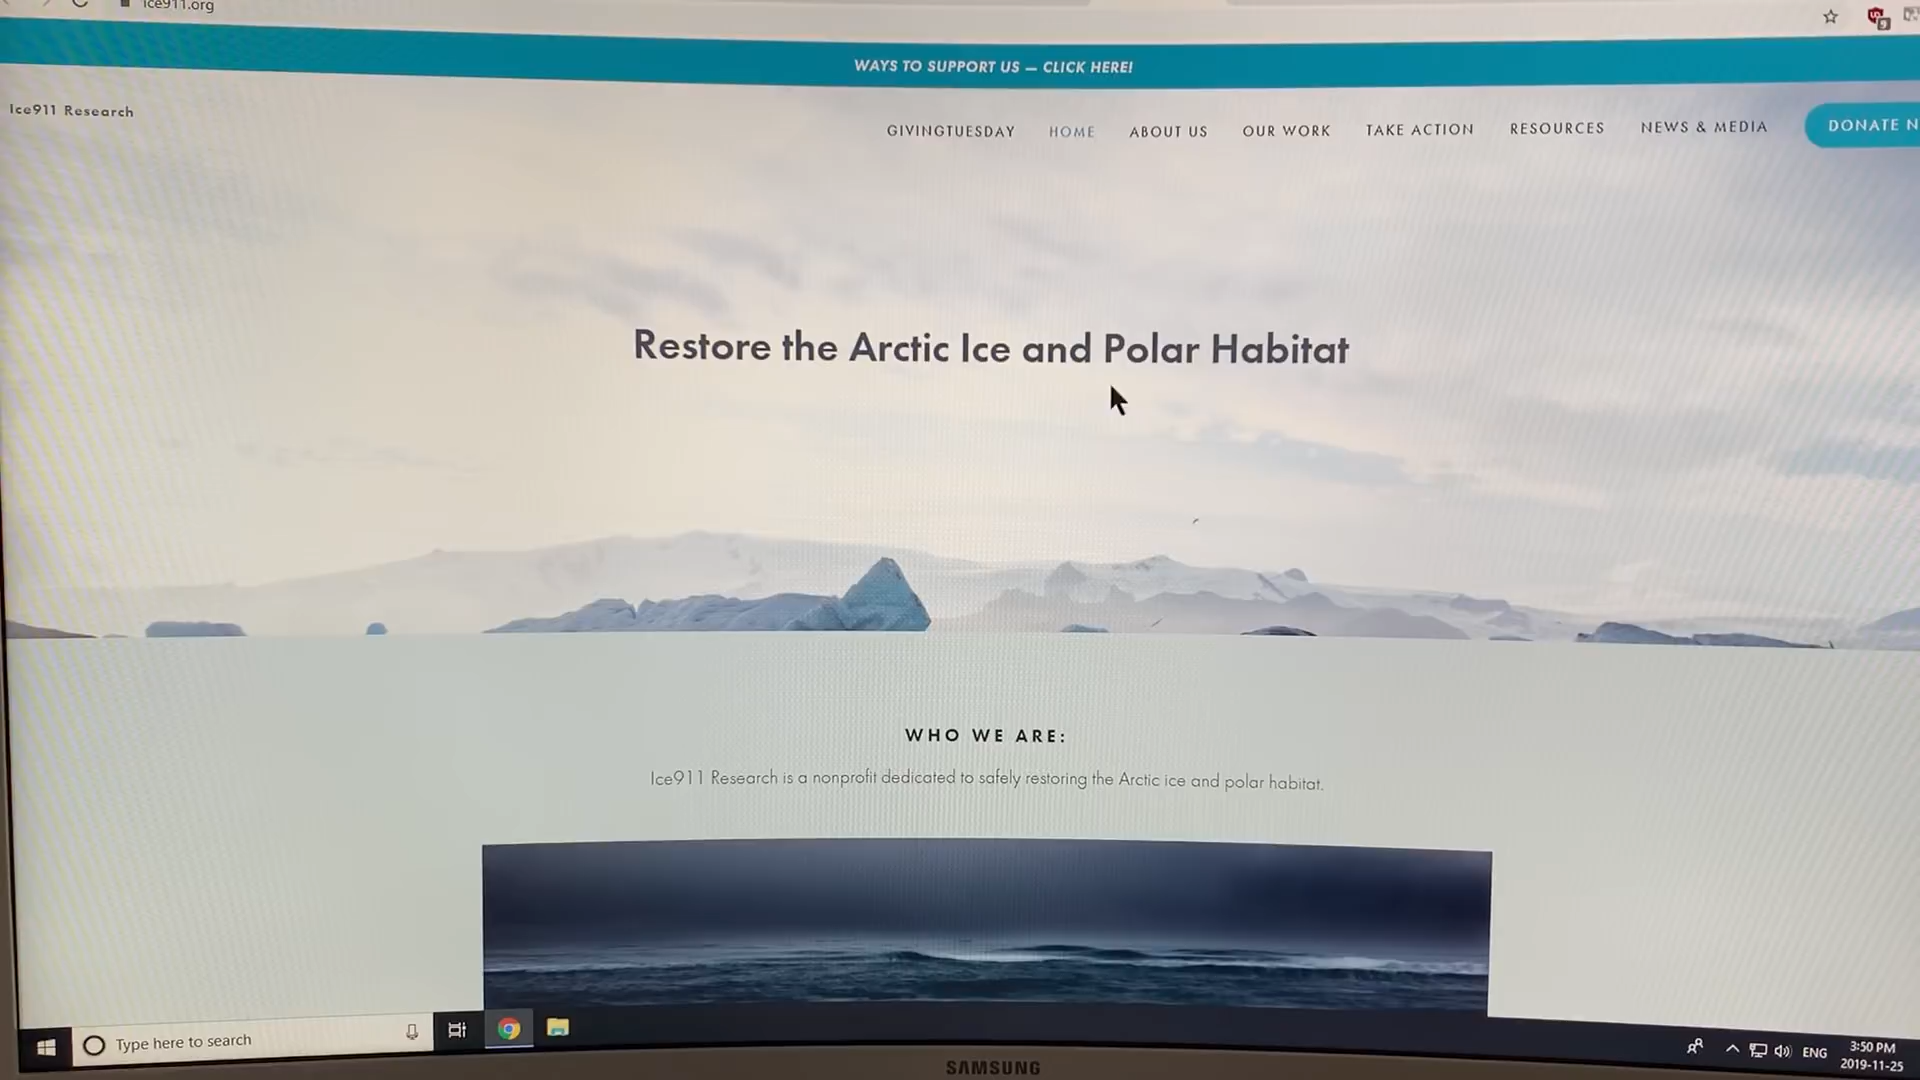 ice911.org
WAYS TO SUPPORT US — CLICK HERE!
Ice911 Research
GIVINGTUESDAY HOME ABOUT US OUR WORK TAKE ACTION RESOURCES NEWS & MEDIA DONATE N
Restore the Arctic Ice and Polar Habitat
WHO WE ARE:
Ice911 Research is a nonprofit dedicated to safely restoring the Arctic ice and polar habitat.
Type here to search
ENG
3:50 PM
2019-11-25
SAMSUNG